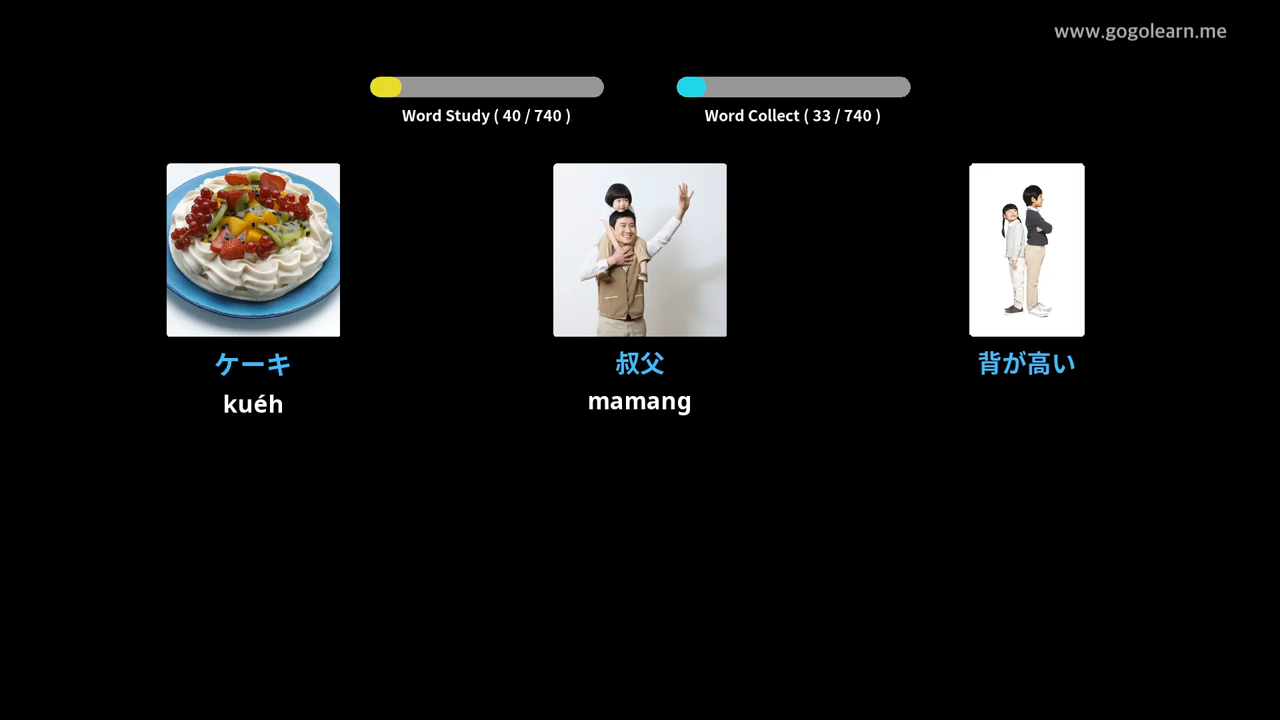 www.gogolearn.me
Word Study ( 40 / 740 )
Word Collect ( 33 / 740 )
ケーキ
kuéh
叔父
mamang
背が高い